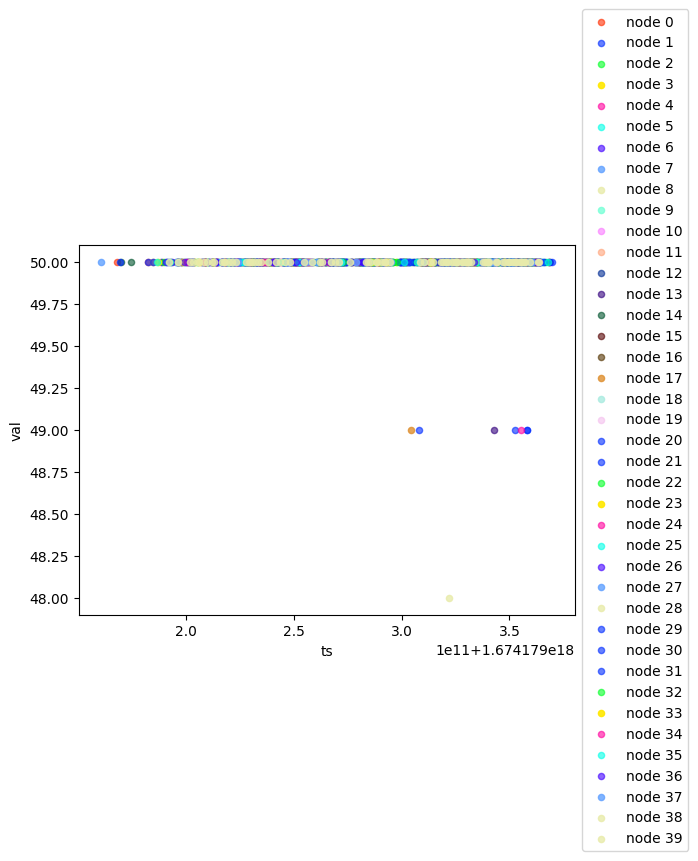 50.00
49.75
49.50
49.25
49.00
48.75
48.50
48.25
48.00
val
2.0 2.5 3.0 3.5
ts
1e11+1.674179e18
node 0
node 1
node 2
node 3
node 4
node 5
node 6
node 7
node 8
node 9
node 10
node 11
node 12
node 13
node 14
node 15
node 16
node 17
node 18
node 19
node 20
node 21
node 22
node 23
node 24
node 25
node 26
node 27
node 28
node 29
node 30
node 31
node 32
node 33
node 34
node 35
node 36
node 37
node 38
node 39